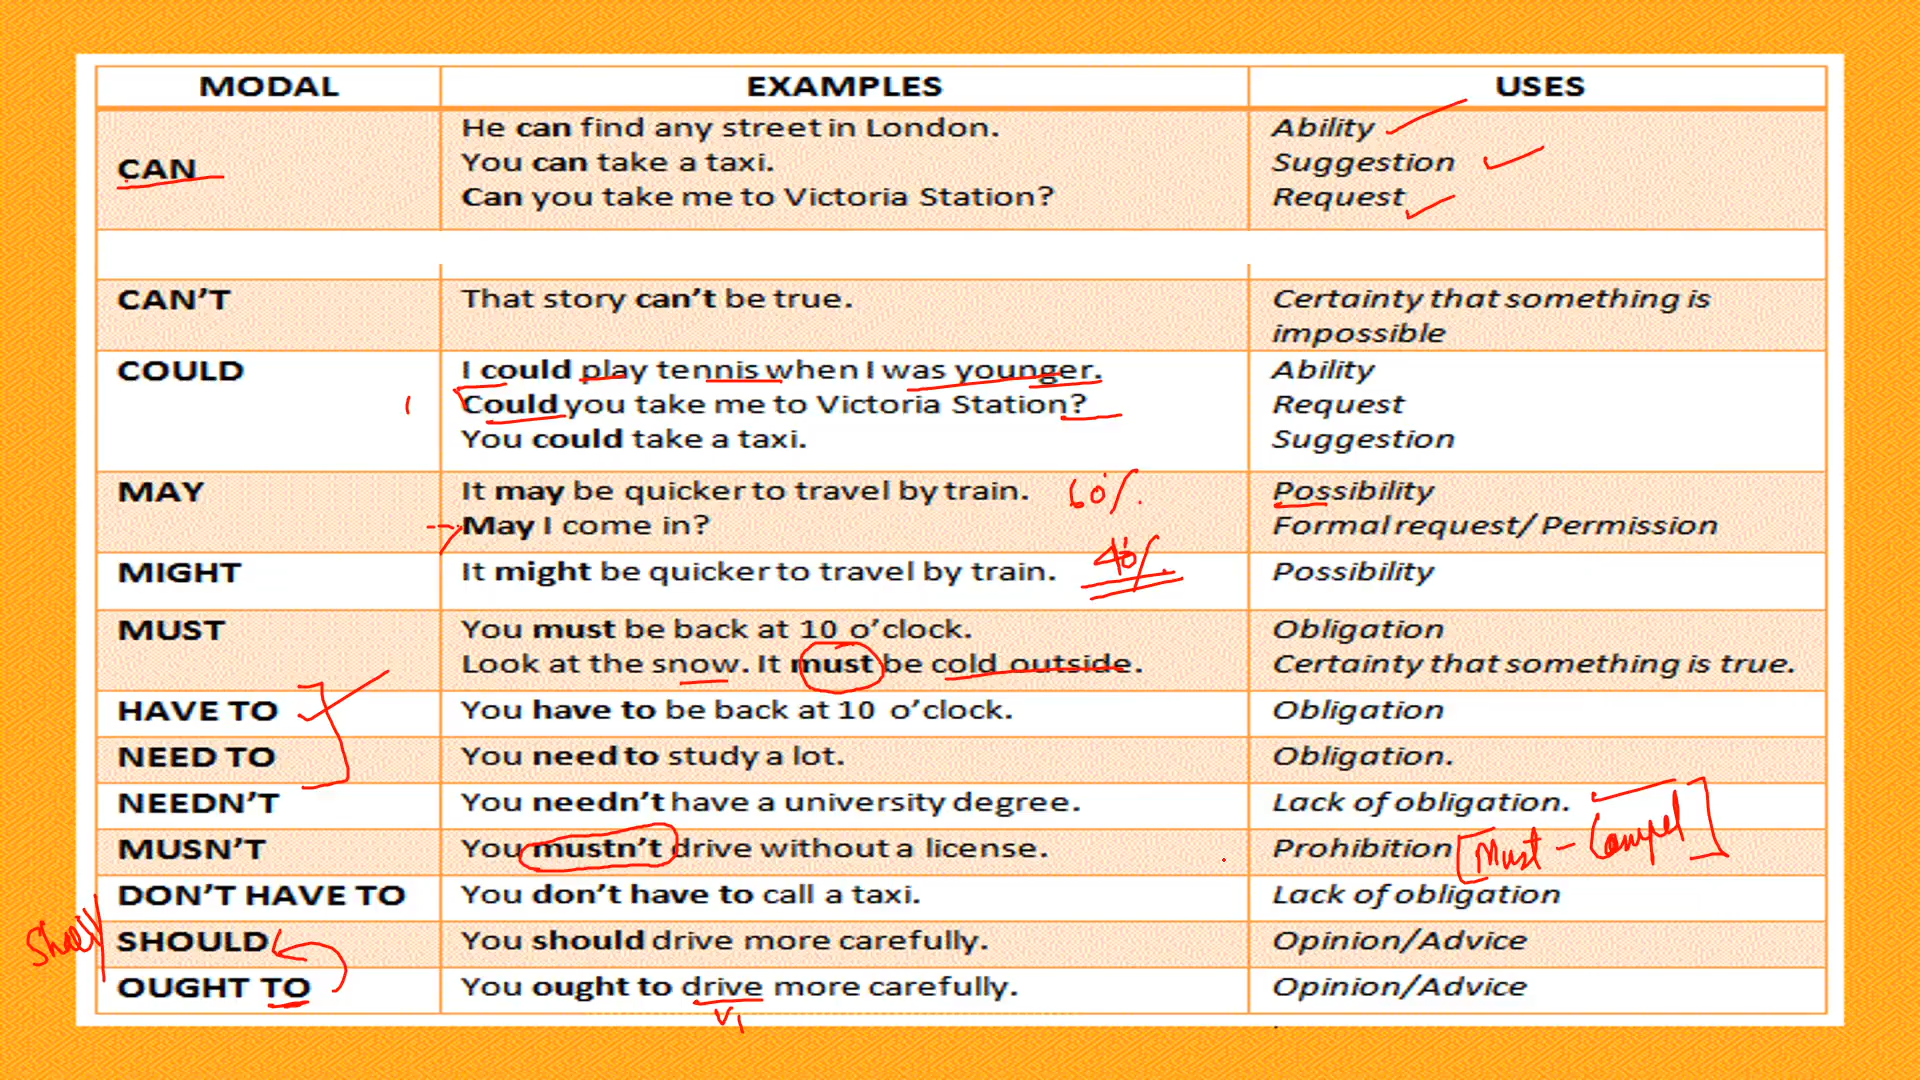 MODAL EXAMPLES USES
CAN
He can find any street in London. Ability
You can take a taxi. Suggestion
Can you take me to Victoria Station? Request
CAN'T That story can't be true. Certainty that something is
impossible
COULD I could play tennis when I was younger. Ability
Could you take me to Victoria Station? Request
You could take a taxi. Suggestion
MAY It may be quicker to travel by train. 60% Possibility
May I come in? Formal request/ Permission
MIGHT It might be quicker to travel by train. 40% Possibility
MUST You must be back at 10 o'clock. Obligation
Look at the snow. It must be cold outside. Certainty that something is true.
HAVE TO You have to be back at 10 o'clock. Obligation
NEED TO You need to study a lot. Obligation.
NEEDN'T You needn't have a university degree. Lack of obligation.
MUSN'T You mustn't drive without a license. Prohibition [Must -
DON'T HAVE TO You don't have to call a taxi. Lack of obligation
SHOULD You should drive more carefully. Opinion/Advice
OUGHT TO You ought to drive more carefully. Opinion/Advice
V1